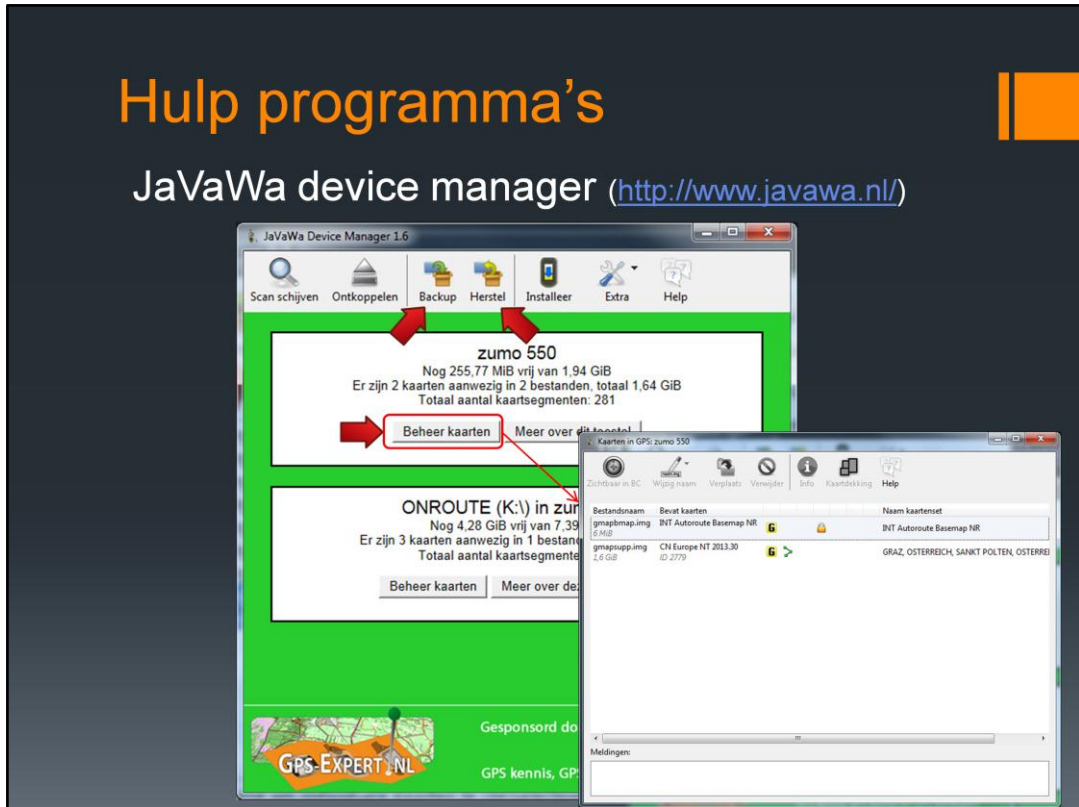 Hulp programma's
JaVaWa device manager (http://www.javawa.nl/)
JaVaWa Device Manager 1.6
Scan schijven Ontkoppelen Backup Herstel Installeer Extra Help
zumo 550
Nog 255,77 MiB vrij van 1,94 GiB
Er zijn 2 kaarten aanwezig in 2 bestanden, totaal 1,64 GiB
Totaal aantal kaartsegmenten: 281
Beheer kaarten Meer over dit toestel
ONROUTE (K:\) in zur
Nog 4,28 GiB vrij van 7,39
Er zijn 3 kaarten aanwezig in 1 bestan
Totaal aantal kaartsegmente
Beheer kaarten Meer over de
GPS-EXPERT.NL
Gesponsord do
GPS kennis, GP
Kaarten in GPS: zumo 550
Zichtbaar in BC Wijzig naam Verplaats Verwijder Info Kaartdekking Help
Bestandsnaam Bevat kaarten Naam kaartenset
gmapbmap.img INT Autoroute Basemap NR G INT Autoroute Basemap NR
6 MiB
gmapsupp.img CN Europe NT 2013.30 G GRAZ, OSTERREICH, SANKT POLTEN, OSTERREI
1,6 GiB ID 2779
Meldingen: